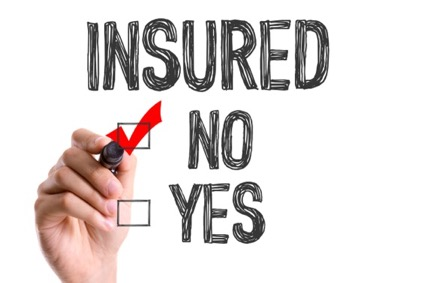 INSURED
NO
YES